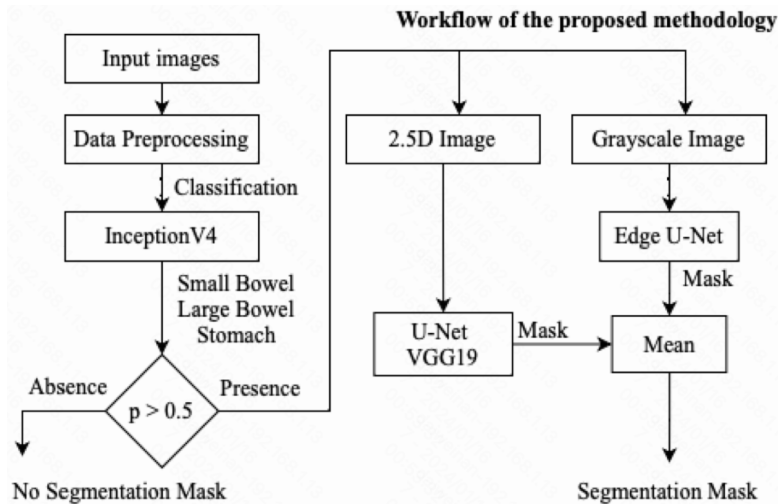 Workflow of the proposed methodology
Input images
Data Preprocessing
Classification
InceptionV4
Small Bowel
Large Bowel
Stomach
Absence
p > 0.5
Presence
No Segmentation Mask
2.5D Image
Grayscale Image
Edge U-Net
Mask
U-Net
VGG19
Mask
Mean
Segmentation Mask